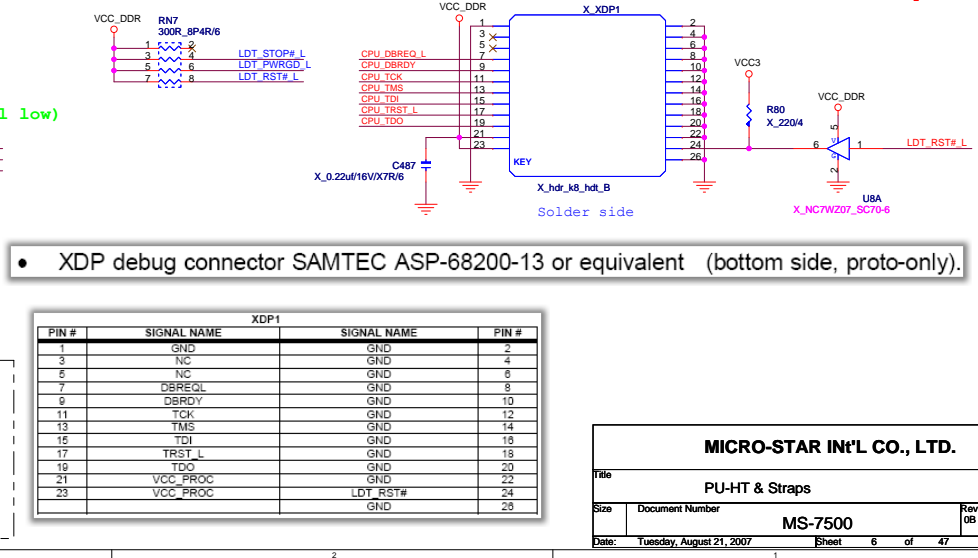 VCC_DDR
RN7
300R_8P4R/6
1 2
3 4 LDT_STOP#_L
5 6 LDT_PWRGD_L
7 8 LDT_RST#_L
l low)
VCC_DDR
X_XDP1
1 2
3 4
5 6
CPU_DBREQ_L 7 8
CPU_DBRDY 9 10
CPU_TCK 11 12
CPU_TMS 13 14
CPU_TDI 15 16
CPU_TRST_L 17 18
CPU_TDO 19 20
21 22
23 24
26
KEY
C487
X_0.22uf/16V/X7R/6
X_hdr_k8_hdt_B
Solder side
VCC3
R80
X_220/4
VCC_DDR
5
6 1 LDT_RST#_L
2
U8A
X_NC7WZ07_SC70-6
• XDP debug connector SAMTEC ASP-68200-13 or equivalent (bottom side, proto-only).
XDP1
PIN # SIGNAL NAME SIGNAL NAME PIN #
1 GND GND 2
3 NC GND 4
5 NC GND 6
7 DBREQL GND 8
9 DBRDY GND 10
11 TCK GND 12
13 TMS GND 14
15 TDI GND 16
17 TRST_L GND 18
19 TDO GND 20
21 VCC_PROC GND 22
23 VCC_PROC LDT_RST# 24
GND 26
MICRO-STAR INt'L CO., LTD.
Title
PU-HT & Straps
Size Document Number Rev
MS-7500 0B
Date: Tuesday, August 21, 2007 Sheet 6 of 47
2 1